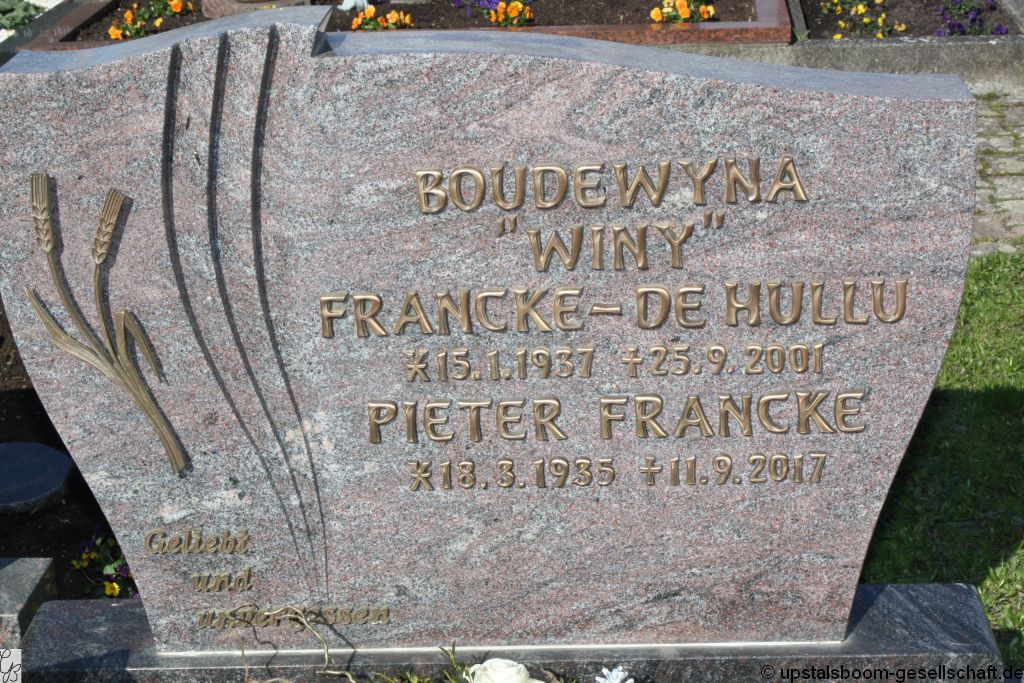 BOUDEWYNA
"WINY"
FRANCKE-DE HULLU
*15.1.1937 †25.9.2001
PIETER FRANCKE
*18.3.1935 †11.9.2017
Geliebt
und
unvergessen
© upstalsboom-gesellschaft.de